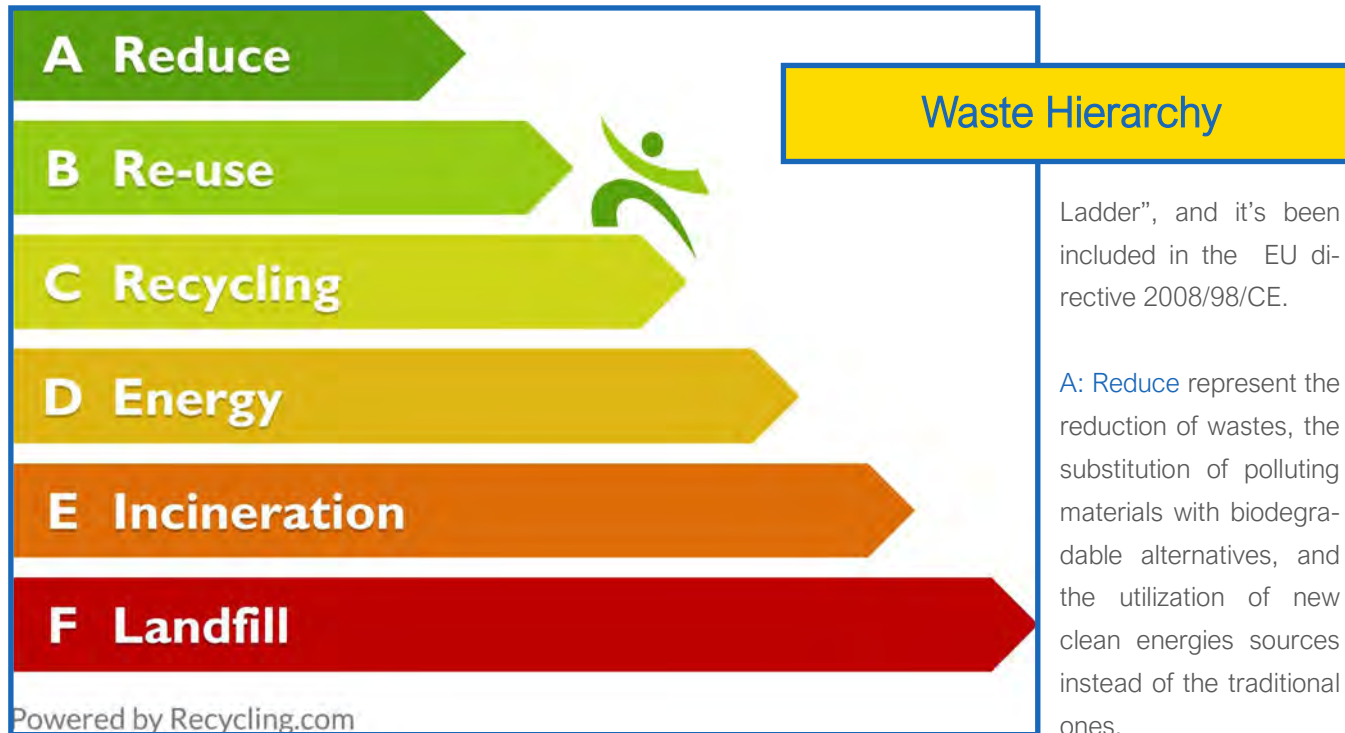 A Reduce
B Re-use
C Recycling
D Energy
E Incineration
F Landfill
Powered by Recycling.com
Waste Hierarchy
Ladder”, and it’s been
included in the EU di-
rective 2008/98/CE.
A: Reduce represent the
reduction of wastes, the
substitution of polluting
materials with biodegra-
dable alternatives, and
the utilization of new
clean energies sources
instead of the traditional
ones.